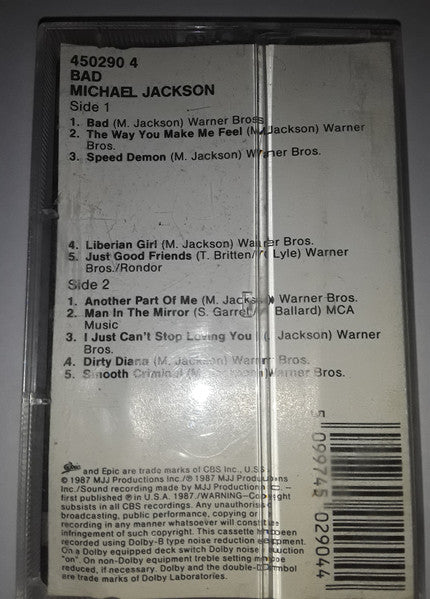 450290 4
BAD
MICHAEL JACKSON
Side 1
1. Bad (M. Jackson) Warner Bross
2. The Way You Make Me Feel (M. Jackson) Warner
Bros.
3. Speed Demon (M. Jackson) Warner Bros.
4. Liberian Girl (M. Jackson) Warner Bros.
5. Just Good Friends (T. Britten/ Lyle) Warner
Bros./Rondor
Side 2
1. Another Part Of Me (M. Jackson) Warner Bros.
2. Man In The Mirror (S. Garrett/ Ballard) MCA
Music
3. I Just Can't Stop Loving You ( . Jackson) Warner
Bros.
4. Dirty Diana (M. Jackson) Warner Bros.
5. Smooth Criminal (M. Jackson) Warner Bros.
Epic and Epic are trade marks of CBS Inc., U.S.
© 1987 MJJ Productions Inc./℗ 1987 MJJ Productions
Inc./Sound recording made by MJJ Productions –
first published ℗ in U.S.A. 1987./WARNING–Copyright
subsists in all CBS recordings. Any unauthorised
broadcasting, public performance, copying or
recording in any manner whatsoever will constitute
infringement of such copyright. This cassette has been
recorded using Dolby-B type noise reduction
On a Dolby equipped deck switch Dolby noise reduction
"on". On non-Dolby equipment treble setting may be
reduced, if necessary. Dolby and the double-D symbol
are trade marks of Dolby Laboratories.
5 099745 029044